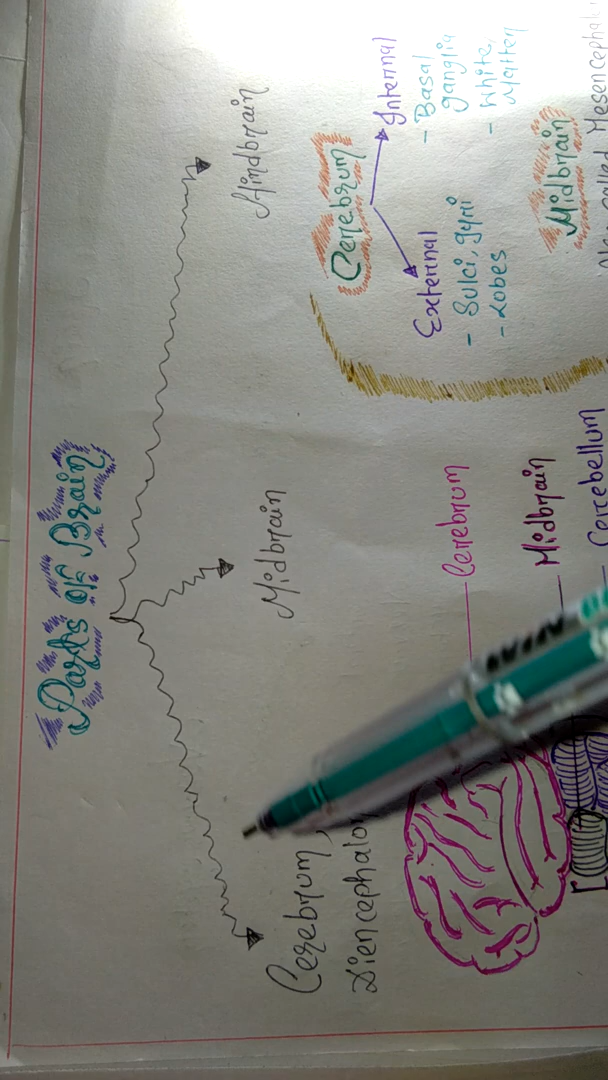 Parts of Brain
Cerebrum,
Diencephalon
Midbrain
Hindbrain
Cerebrum
Midbrain
Cerebellum
Cerebrum
External
- Sulci, gyri
- Lobes
Internal
- Basal
ganglia
- White
Matter
Midbrain